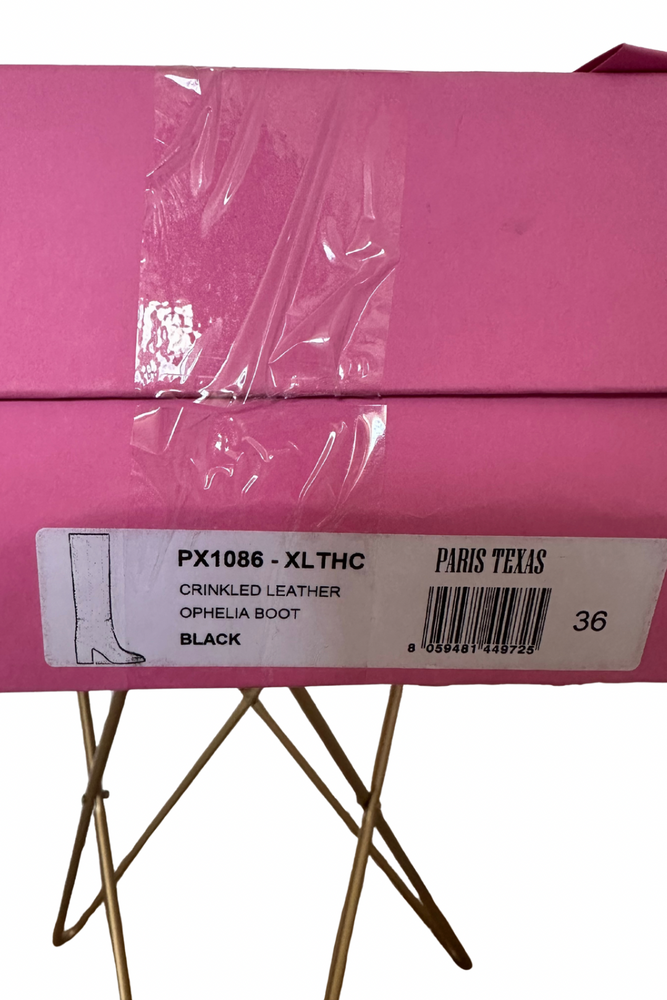 PX1086 - XLTHC
CRINKLED LEATHER
OPHELIA BOOT
BLACK
PARIS TEXAS
8 059481 449725
36